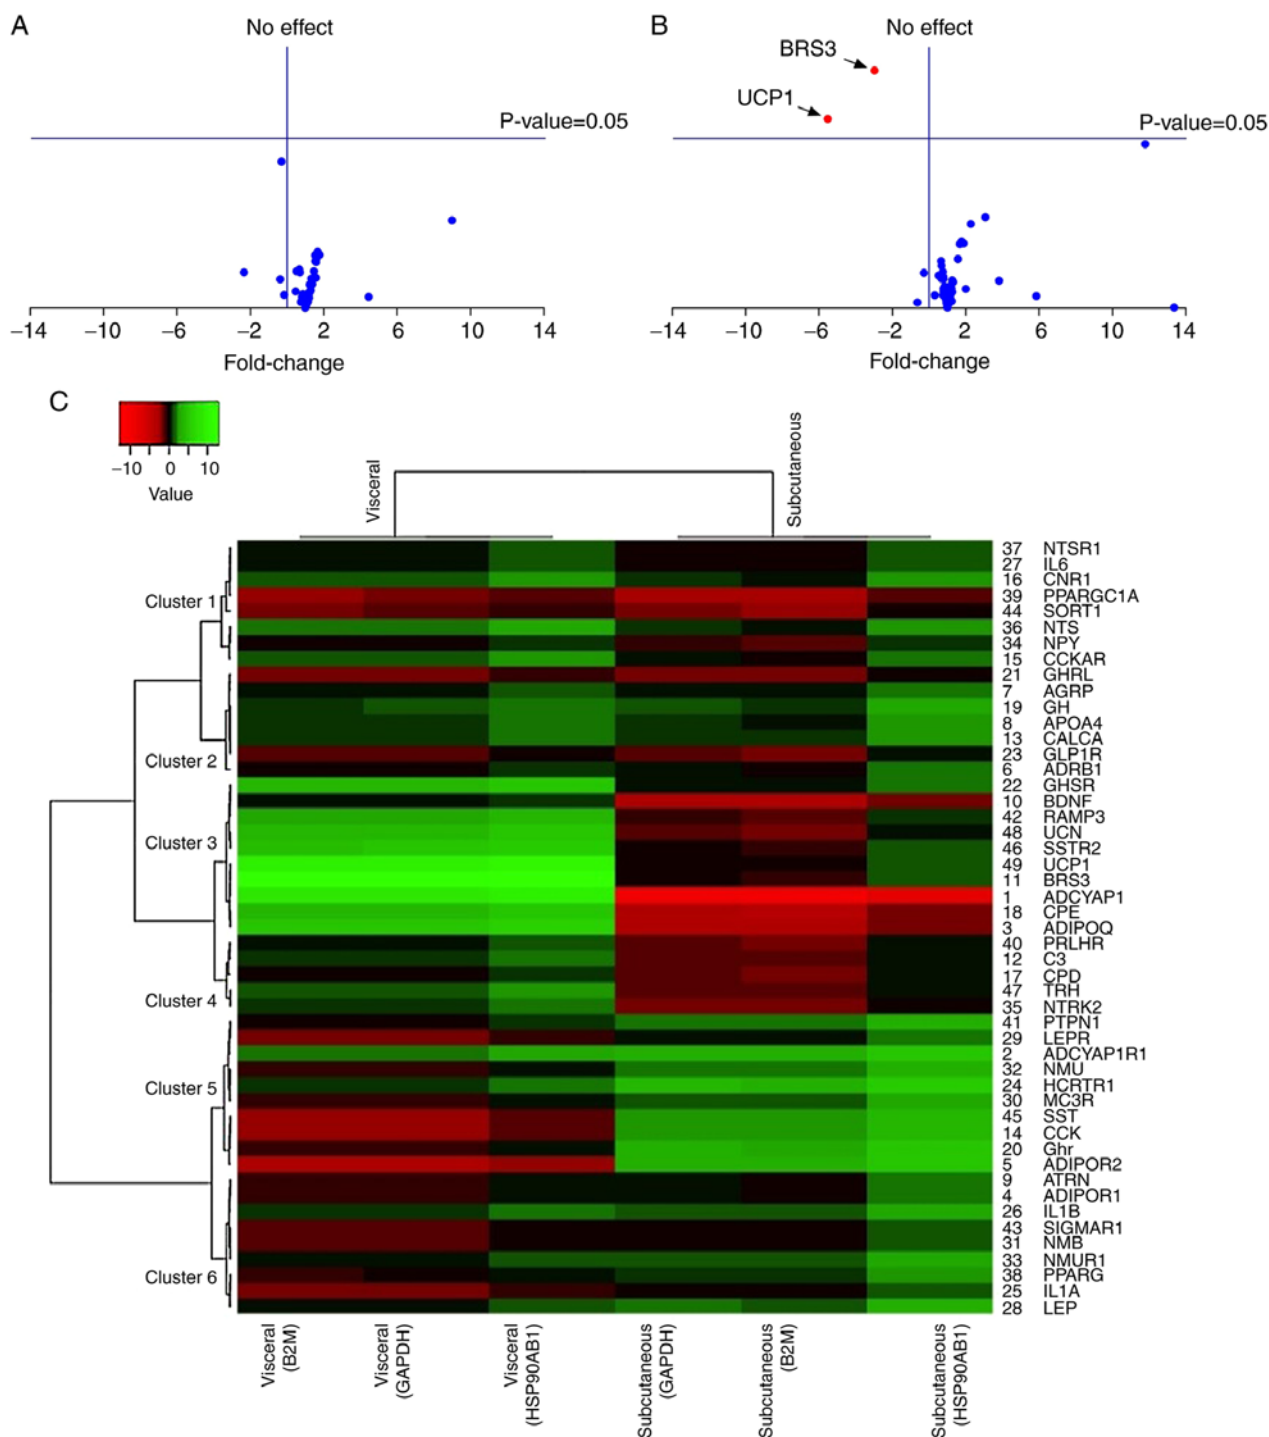 A
No effect
P-value=0.05
−14 −10 −6 −2 2 6 10 14
Fold-change
B
No effect
BRS3
UCP1
P-value=0.05
−14 −10 −6 −2 2 6 10 14
Fold-change
C
−10 0 10
Value
Visceral
Subcutaneous
Cluster 1
Cluster 2
Cluster 3
Cluster 4
Cluster 5
Cluster 6
37 NTSR1
27 IL6
16 CNR1
39 PPARGC1A
44 SORT1
36 NTS
34 NPY
15 CCKAR
21 GHRL
7 AGRP
19 GH
8 APOA4
13 CALCA
23 GLP1R
6 ADRB1
22 GHSR
10 BDNF
42 RAMP3
48 UCN
46 SSTR2
49 UCP1
11 BRS3
1 ADCYAP1
18 CPE
3 ADIPOQ
40 PRLHR
12 C3
17 CPD
47 TRH
35 NTRK2
41 PTPN1
29 LEPR
2 ADCYAP1R1
32 NMU
24 HCRTR1
30 MC3R
45 SST
14 CCK
20 Ghr
5 ADIPOR2
9 ATRN
4 ADIPOR1
26 IL1B
43 SIGMAR1
31 NMB
33 NMUR1
38 PPARG
25 IL1A
28 LEP
Visceral
(B2M)
Visceral
(GAPDH)
Visceral
(HSP90AB1)
Subcutaneous
(GAPDH)
Subcutaneous
(B2M)
Subcutaneous
(HSP90AB1)